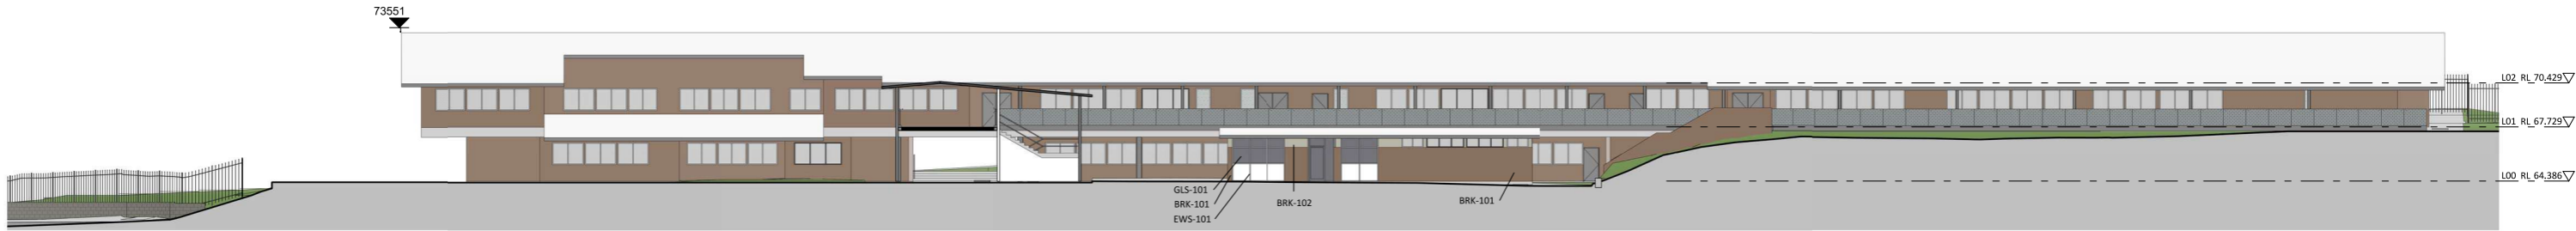 73551
L02 RL 70.429
L01 RL 67.729
L00 RL 64.386
GLS-101
BRK-101
EWS-101
BRK-102
BRK-101